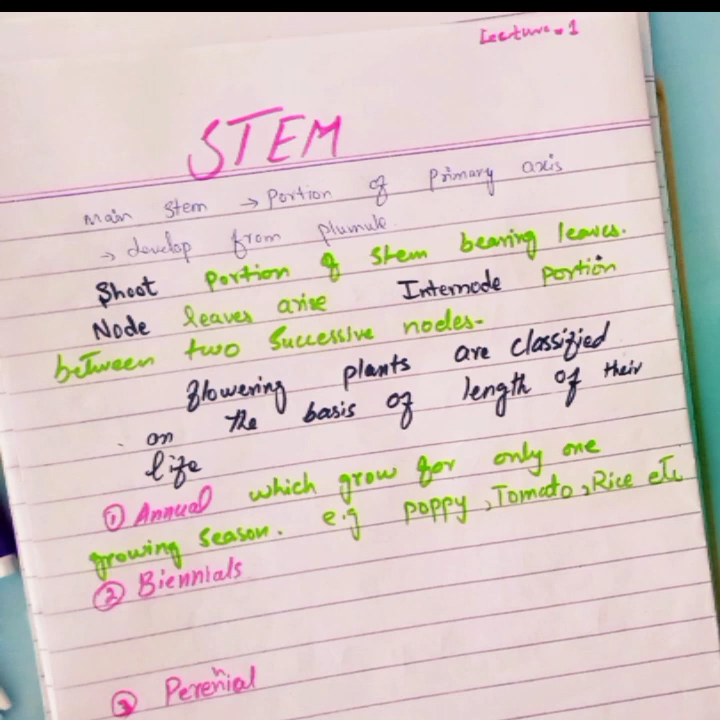 Lecture.1
STEM
Main stem → Portion of Primary axis
→ develop from plumule.
Shoot Portion of stem bearing leaves.
Node leaves arise Internode Portion
between two Successive nodes-
flowering plants are classified
on the basis of length of their
life
① Annual which grow for only one
growing season. e.g poppy, Tomato, Rice etc
② Biennials
③ Perennial